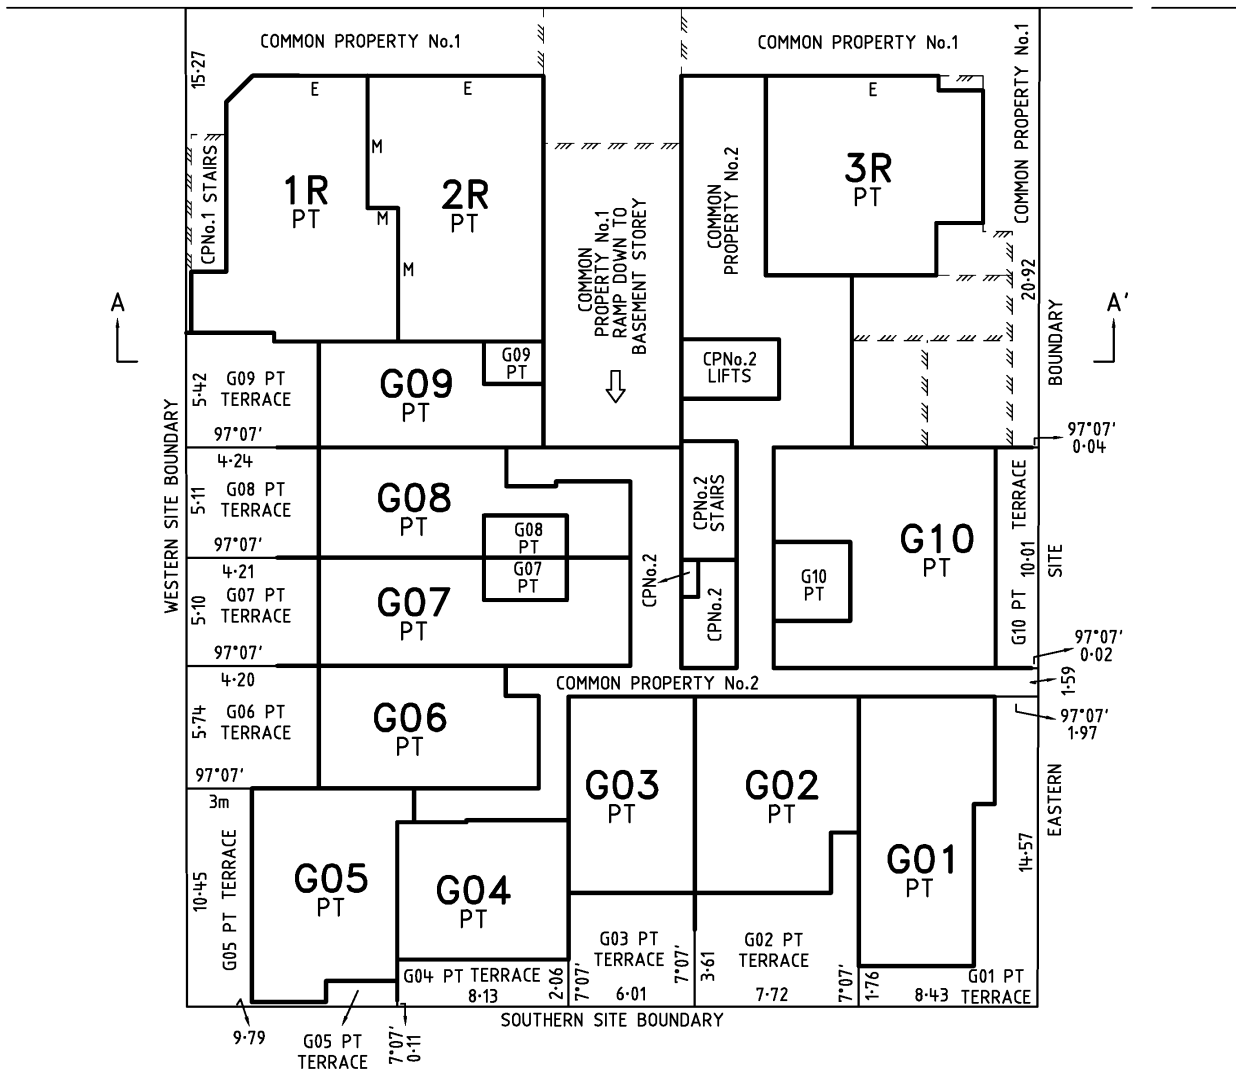 COMMON PROPERTY No.1
COMMON PROPERTY No.1
COMMON PROPERTY No.1
15·27
E
E
E
CPNo.1 STAIRS
M
M
M
1R
PT
2R
PT
3R
PT
COMMON
PROPERTY No.1
RAMP DOWN TO
BASEMENT STOREY
COMMON
PROPERTY No.2
20·92
A
A'
BOUNDARY
5·42
G09 PT
TERRACE
G09
PT
G09
PT
CPNo.2
LIFTS
97°07'
97°07'
0·04
4·24
WESTERN SITE BOUNDARY
5·11
G08 PT
TERRACE
G08
PT
G08
PT
CPNo.2
STAIRS
G10
PT
G10
PT
10·01
G10 PT TERRACE
SITE
97°07'
4·21
5·10
G07 PT
TERRACE
G07
PT
G07
PT
CPNo.2
CPNo.2
97°07'
97°07'
0·02
4·20
COMMON PROPERTY No.2
1·59
5·74
G06 PT
TERRACE
G06
PT
97°07'
1·97
97°07'
3m
G03
PT
G02
PT
G01
PT
EASTERN
14·57
10·45
G05 PT TERRACE
G05
PT
G04
PT
G03 PT
TERRACE
7°07'
3·61
G02 PT
TERRACE
G04 PT TERRACE
8·13
2·06
7°07'
6·01
7·72
7°07'
1·76
8·43
G01 PT
TERRACE
SOUTHERN SITE BOUNDARY
9·79
G05 PT
TERRACE
7°07'
0·11